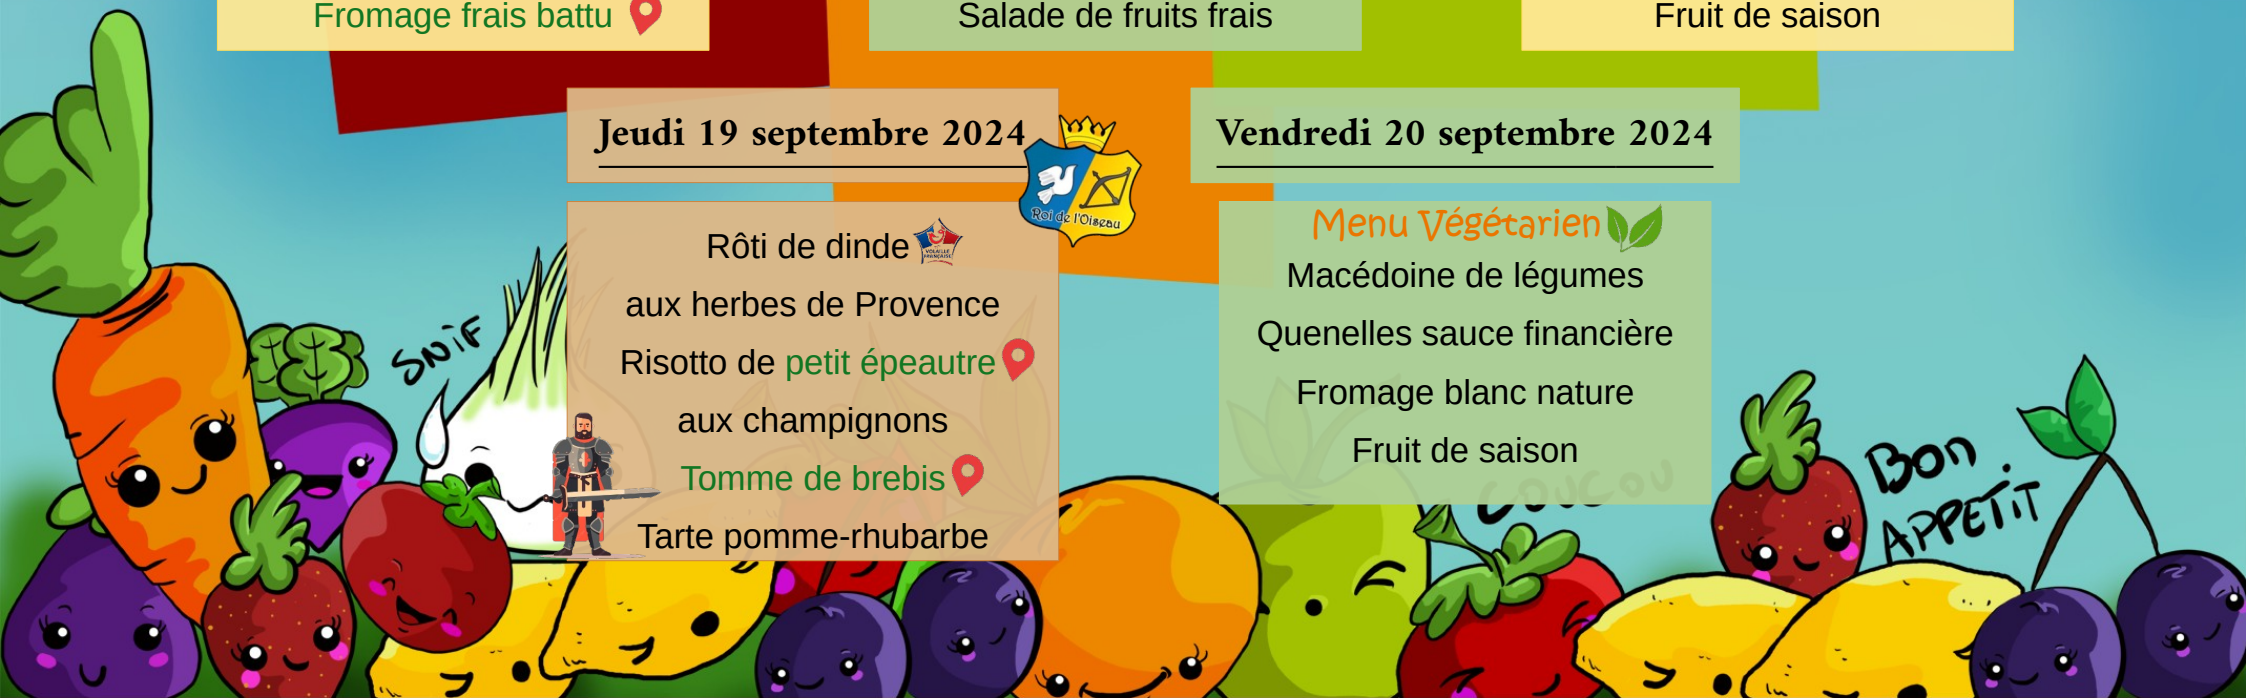 Fromage frais battu
Salade de fruits frais
Fruit de saison
Jeudi 19 septembre 2024
Roi de l'Oiseau
Rôti de dinde
VOLAILLE
FRANÇAISE
aux herbes de Provence
Risotto de petit épeautre
aux champignons
Tomme de brebis
Tarte pomme-rhubarbe
Vendredi 20 septembre 2024
Menu Végétarien
Macédoine de légumes
Quenelles sauce financière
Fromage blanc nature
Fruit de saison
SNIF
COUCOU
BON
APPETIT